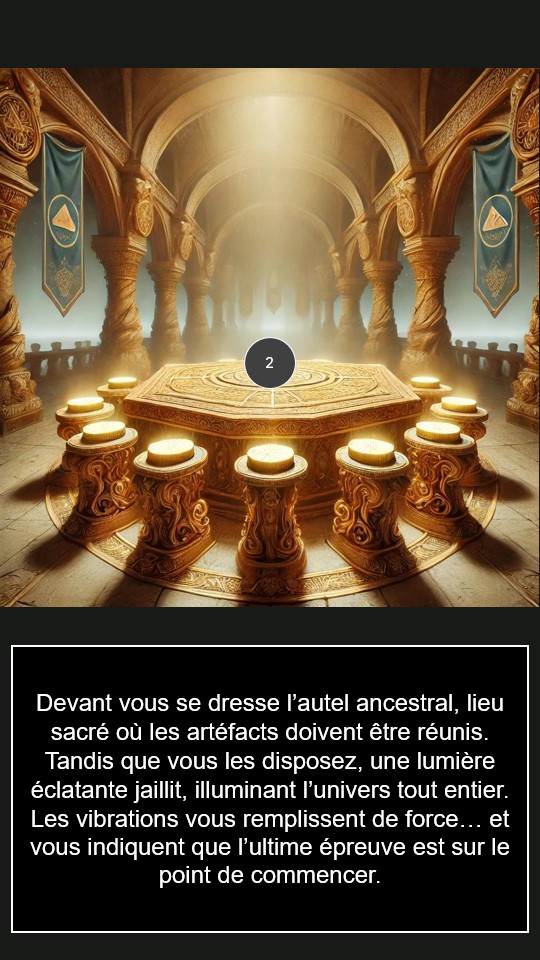 2
Devant vous se dresse l’autel ancestral, lieu
sacré où les artéfacts doivent être réunis.
Tandis que vous les disposez, une lumière
éclatante jaillit, illuminant l’univers tout entier.
Les vibrations vous remplissent de force… et
vous indiquent que l’ultime épreuve est sur le
point de commencer.